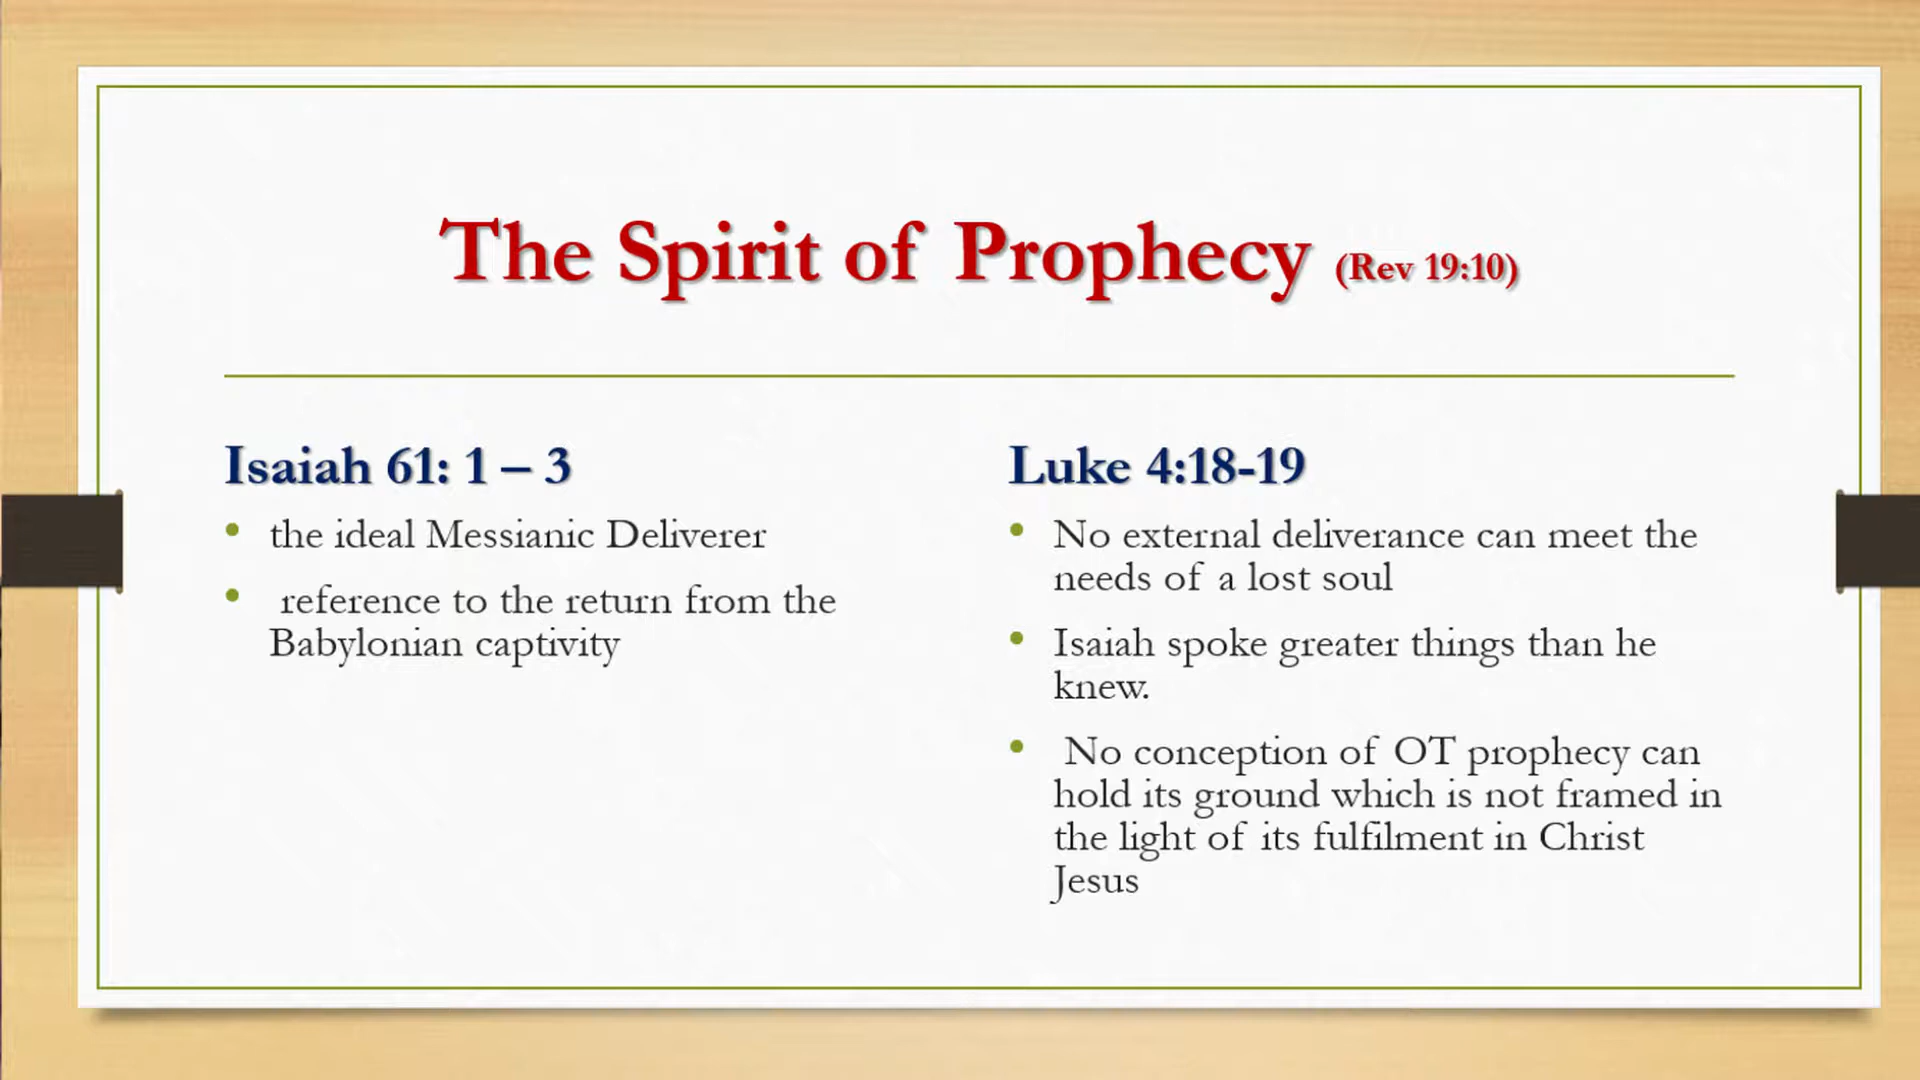 The Spirit of Prophecy (Rev 19:10)
Isaiah 61: 1 – 3
• the ideal Messianic Deliverer
• reference to the return from the
Babylonian captivity
Luke 4:18-19
• No external deliverance can meet the
needs of a lost soul
• Isaiah spoke greater things than he
knew.
• No conception of OT prophecy can
hold its ground which is not framed in
the light of its fulfilment in Christ
Jesus